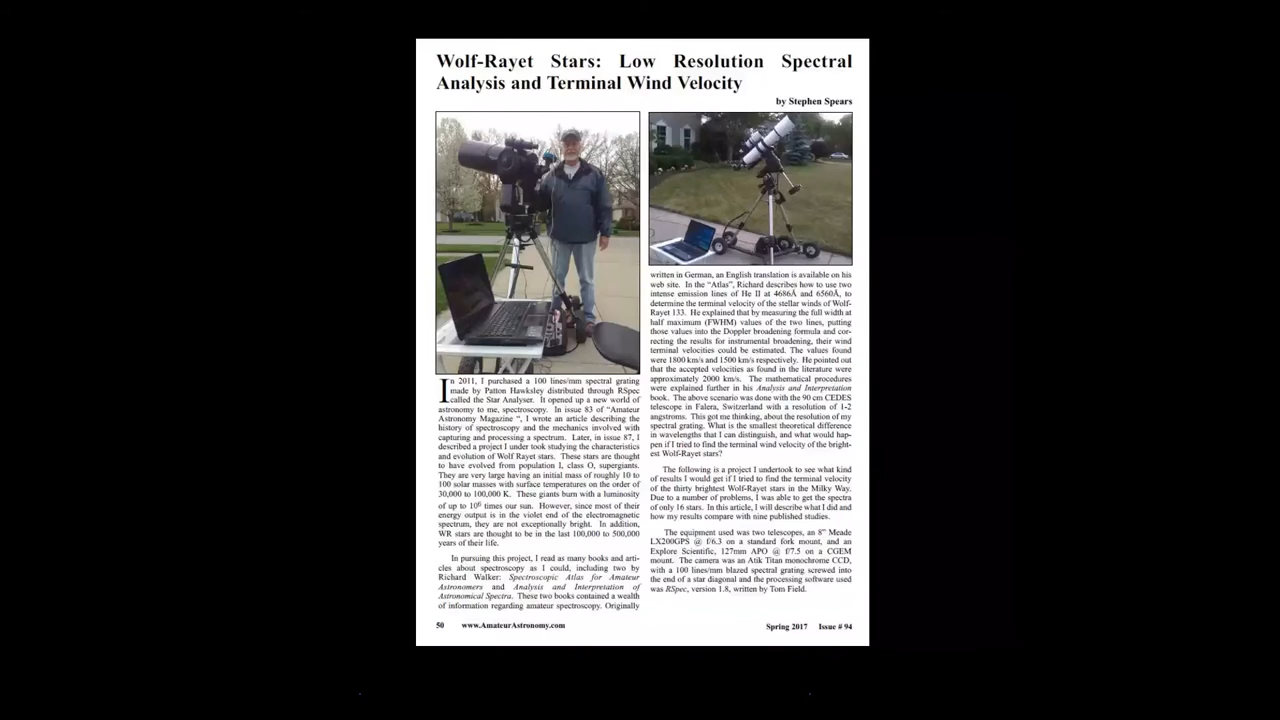 Wolf-Rayet Stars: Low Resolution Spectral
Analysis and Terminal Wind Velocity
by Stephen Spears
In 2011, I purchased a 100 lines/mm spectral grating
made by Patton Hawksley distributed through RSpec
called the Star Analyser. It opened up a new world of
astronomy to me, spectroscopy. In issue 83 of "Amateur
Astronomy Magazine ", I wrote an article describing the
history of spectroscopy and the mechanics involved with
capturing and processing a spectrum. Later, in issue 87, I
described a project I under took studying the characteristics
and evolution of Wolf Rayet stars. These stars are thought
to have evolved from population I, class O, supergiants.
They are very large having an initial mass of roughly 10 to
100 solar masses with surface temperatures on the order of
30,000 to 100,000 K. These giants burn with a luminosity
of up to 10⁶ times our sun. However, since most of their
energy output is in the violet end of the electromagnetic
spectrum, they are not exceptionally bright. In addition,
WR stars are thought to be in the last 100,000 to 500,000
years of their life.
In pursuing this project, I read as many books and arti-
cles about spectroscopy as I could, including two by
Richard Walker: Spectroscopic Atlas for Amateur
Astronomers and Analysis and Interpretation of
Astronomical Spectra. These two books contained a wealth
of information regarding amateur spectroscopy. Originally
written in German, an English translation is available on his
web site. In the "Atlas", Richard describes how to use two
intense emission lines of He II at 4686Å and 6560Å, to
determine the terminal velocity of the stellar winds of Wolf-
Rayet 133. He explained that by measuring the full width at
half maximum (FWHM) values of the two lines, putting
those values into the Doppler broadening formula and cor-
recting the results for instrumental broadening, their wind
terminal velocities could be estimated. The values found
were 1800 km/s and 1500 km/s respectively. He pointed out
that the accepted velocities as found in the literature were
approximately 2000 km/s. The mathematical procedures
were explained further in his Analysis and Interpretation
book. The above scenario was done with the 90 cm CEDES
telescope in Falera, Switzerland with a resolution of 1-2
angstroms. This got me thinking, about the resolution of my
spectral grating. What is the smallest theoretical difference
in wavelengths that I can distinguish, and what would hap-
pen if I tried to find the terminal wind velocity of the bright-
est Wolf-Rayet stars?
The following is a project I undertook to see what kind
of results I would get if I tried to find the terminal velocity
of the thirty brightest Wolf-Rayet stars in the Milky Way.
Due to a number of problems, I was able to get the spectra
of only 16 stars. In this article, I will describe what I did and
how my results compare with nine published studies.
The equipment used was two telescopes, an 8" Meade
LX200GPS @ f/6.3 on a standard fork mount, and an
Explore Scientific, 127mm APO @ f/7.5 on a CGEM
mount. The camera was an Atik Titan monochrome CCD,
with a 100 lines/mm blazed spectral grating screwed into
the end of a star diagonal and the processing software used
was RSpec, version 1.8, written by Tom Field.
50 www.AmateurAstronomy.com
Spring 2017 Issue # 94